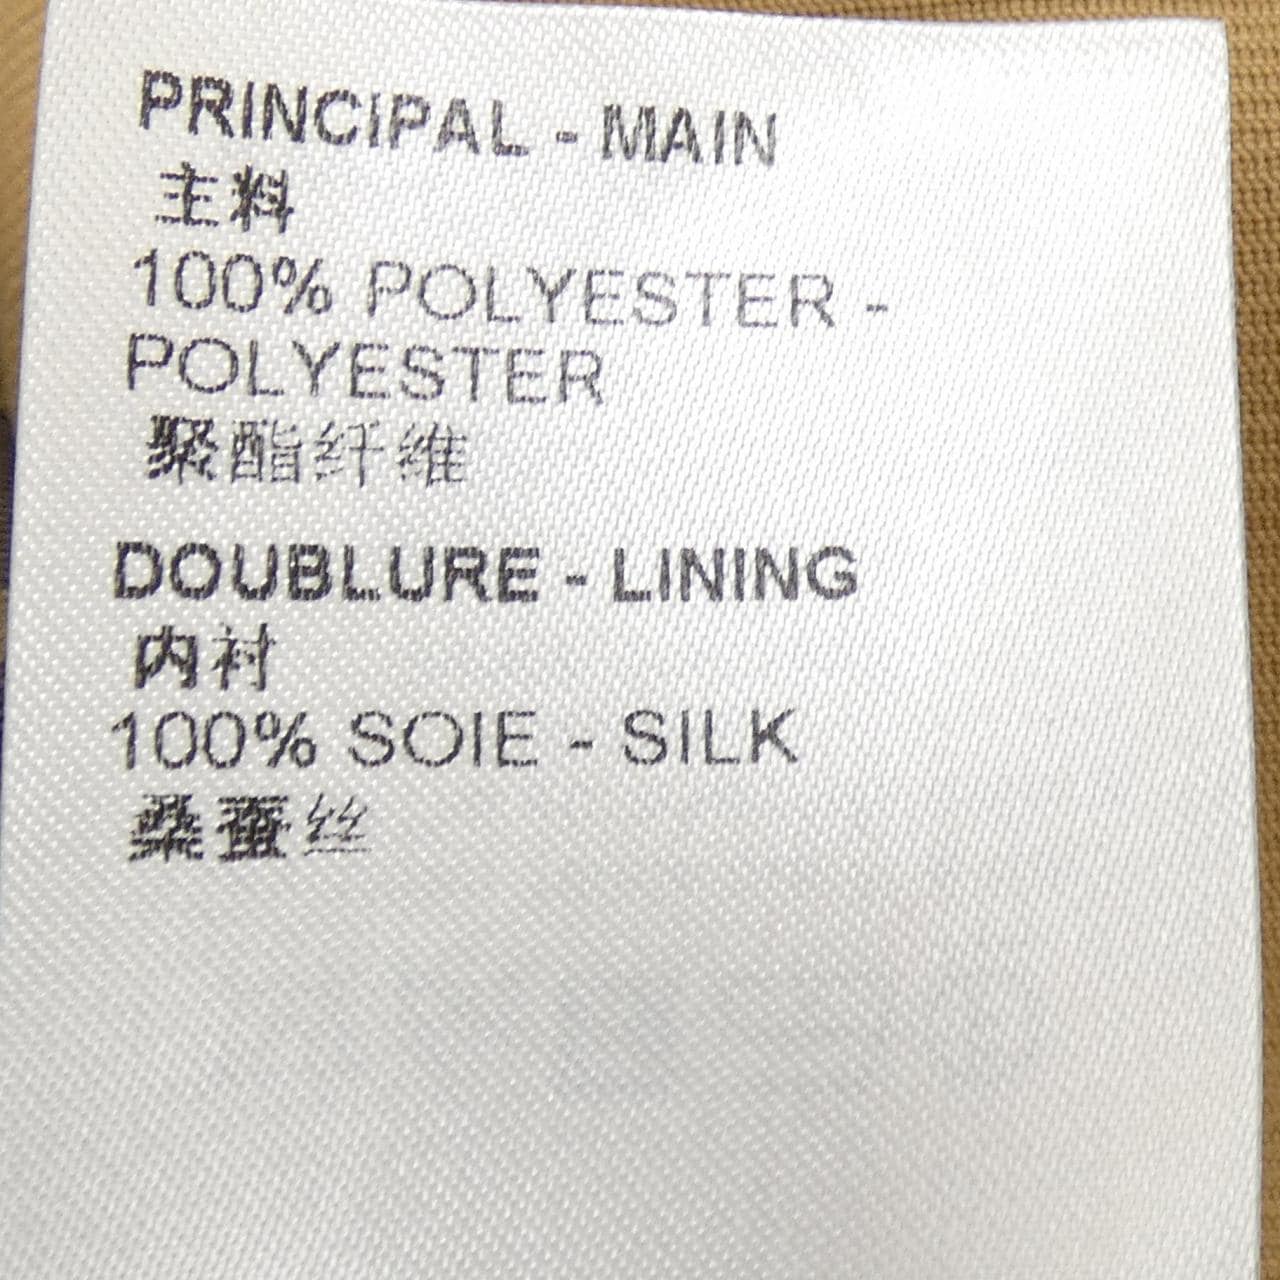 PRINCIPAL - MAIN
主料
100% POLYESTER -
POLYESTER
聚酯纤维
DOUBLURE - LINING
内衬
100% SOIE - SILK
桑蚕丝